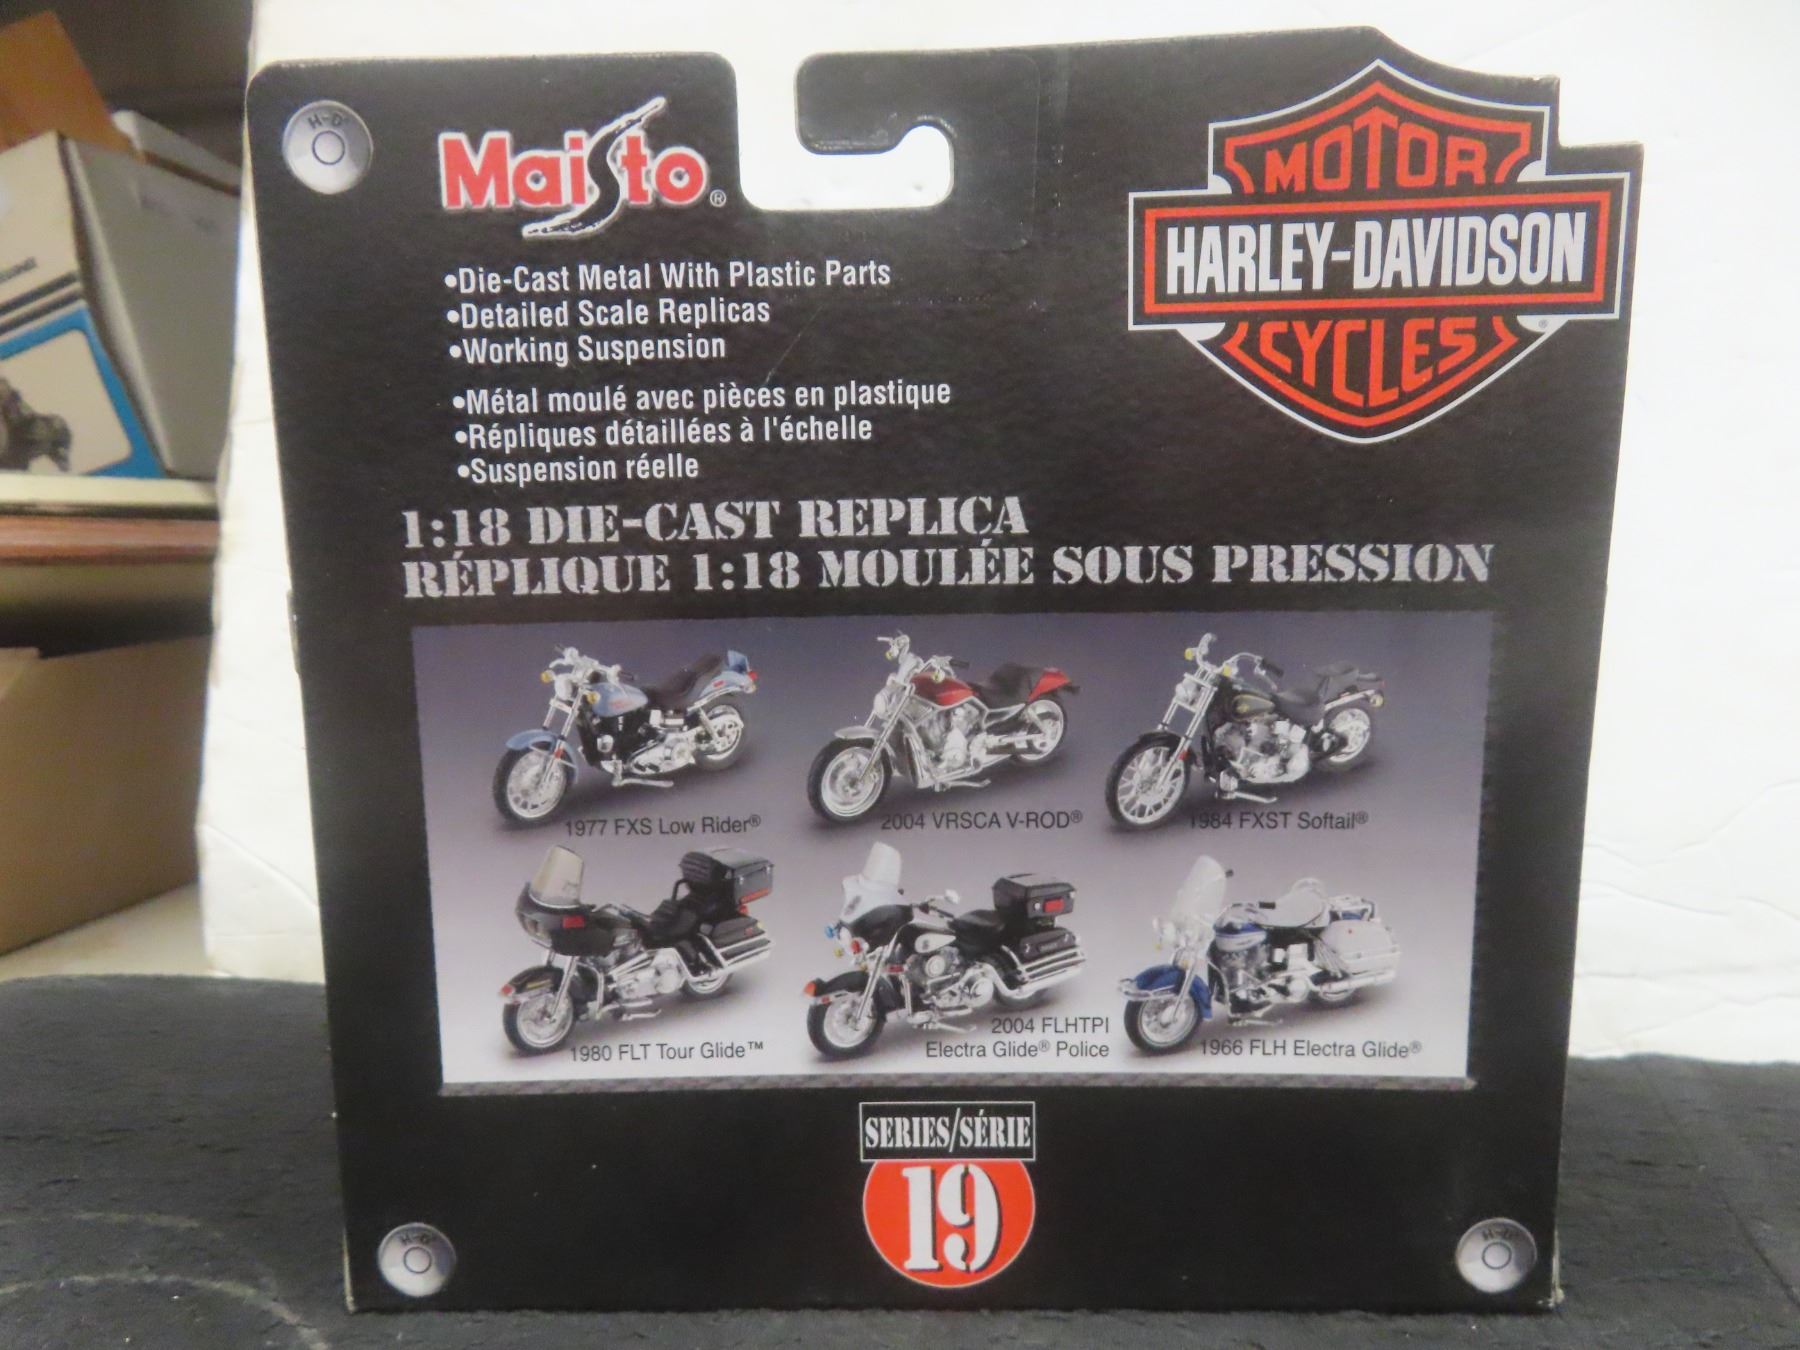 H-D
Maisto®
MOTOR
HARLEY-DAVIDSON
CYCLES
®
•Die-Cast Metal With Plastic Parts
•Detailed Scale Replicas
•Working Suspension
•Métal moulé avec pièces en plastique
•Répliques détaillées à l'échelle
•Suspension réelle
1:18 DIE-CAST REPLICA
RÉPLIQUE 1:18 MOULÉE SOUS PRESSION
1977 FXS Low Rider®
2004 VRSCA V-ROD®
1984 FXST Softail®
1980 FLT Tour Glide™
2004 FLHTPI
Electra Glide® Police
1966 FLH Electra Glide®
SERIES/SÉRIE
19
H-D
H-D